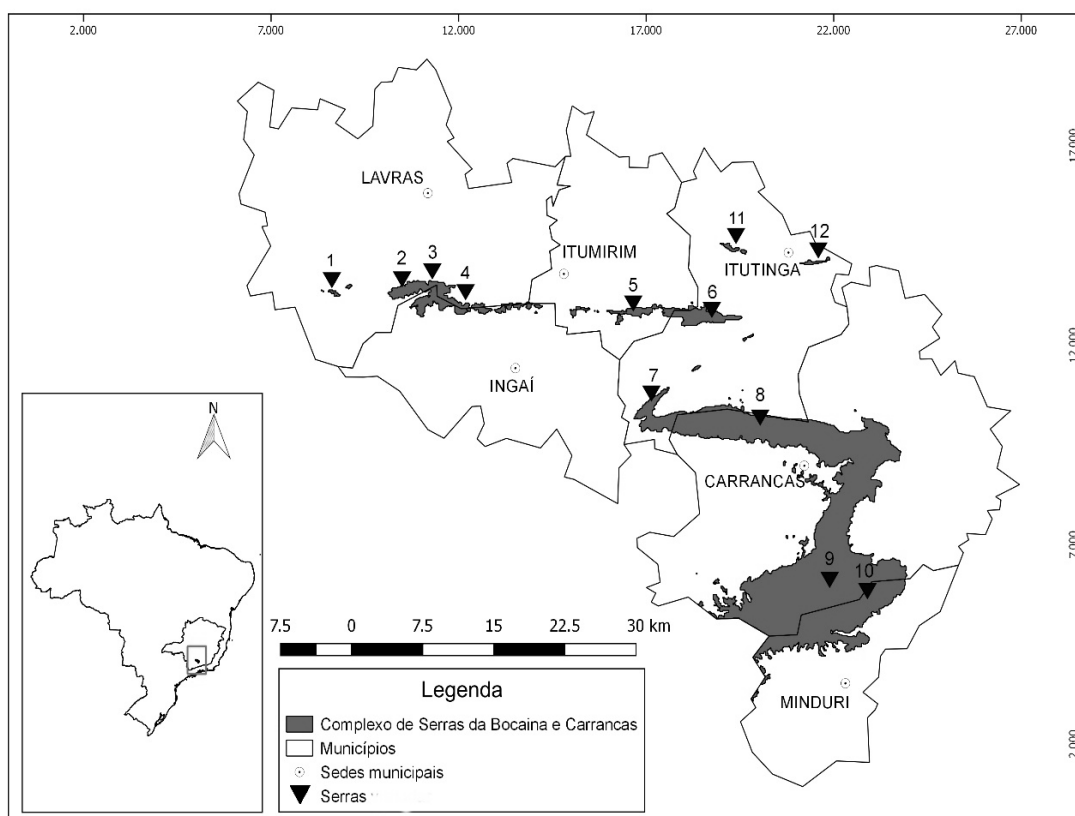 2.000 7.000 12.000 17.000 22.000 27.000
17.000
LAVRAS
11
12
ITUTINGA
ITUMIRIM
1 2 3 4 5 6
12.000
INGAÍ
7 8
N
CARRANCAS
7.000
9 10
7.5 0 7.5 15 22.5 30 km
MINDURI
2.000
Legenda
Complexo de Serras da Bocaina e Carrancas
Municípios
Sedes municipais
Serras